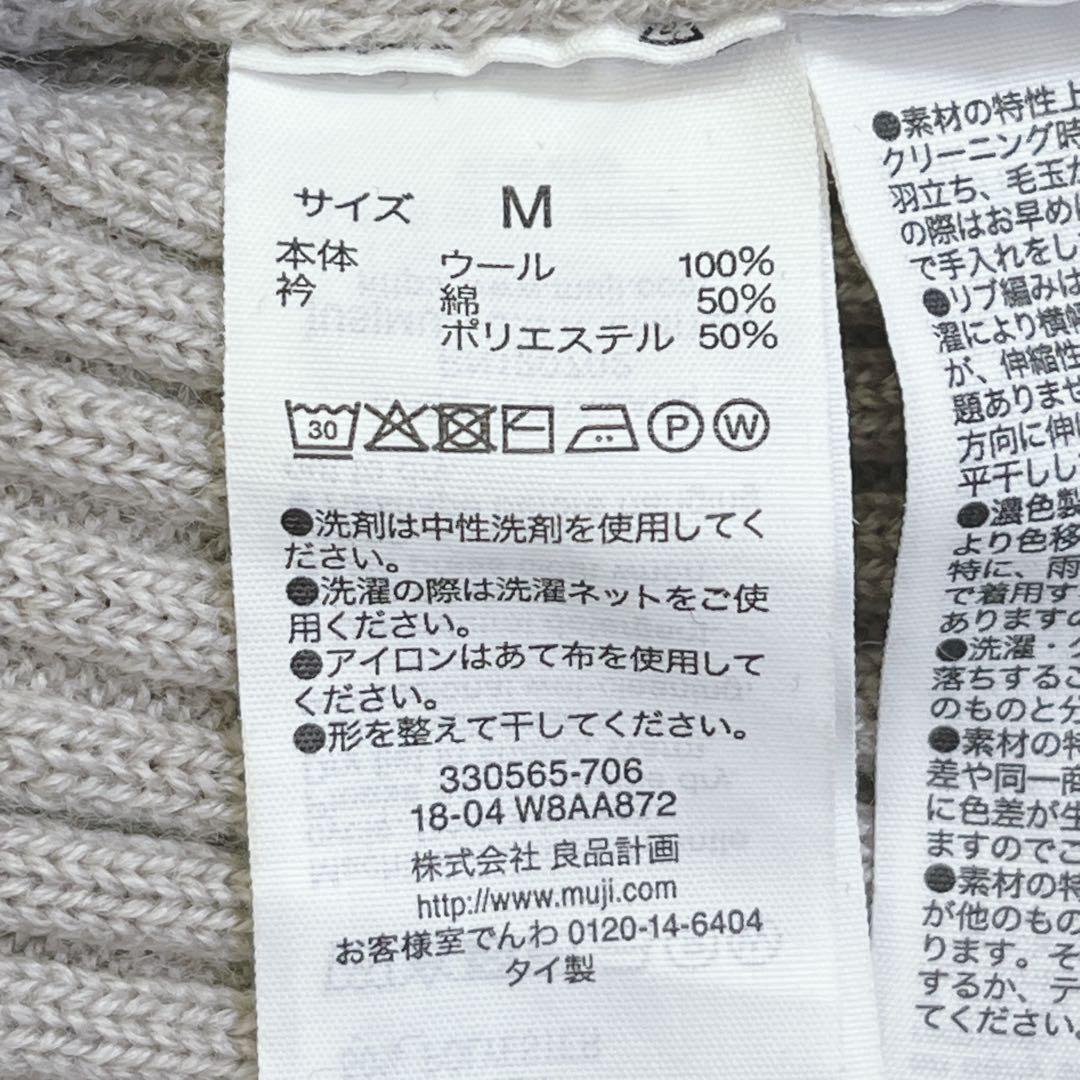 サイズ M
本体 ウール 100%
衿 綿 50%
ポリエステル 50%
30 P W
●洗剤は中性洗剤を使用してく
ださい。
●洗濯の際は洗濯ネットをご使
用ください。
●アイロンはあて布を使用して
ください。
●形を整えて干してください。
330565-706
18-04 W8AA872
株式会社 良品計画
http://www.muji.com
お客様室でんわ 0120-14-6404
タイ製
●素材の特性上
クリーニング時
羽立ち、毛玉が
の際はお早めに
で手入れをし
●リブ編みは
濯により横幅
が、伸縮性
題ありませ
方向に伸
平干しし
●濃色製
より色移
特に、雨
で着用す
ありますの
●洗濯・ク
落ちするこ
のものと分
●素材の特
差や同一商
に色差が生
ますのでご
●素材の特
が他のもの
ります。そ
するか、テ
てください。